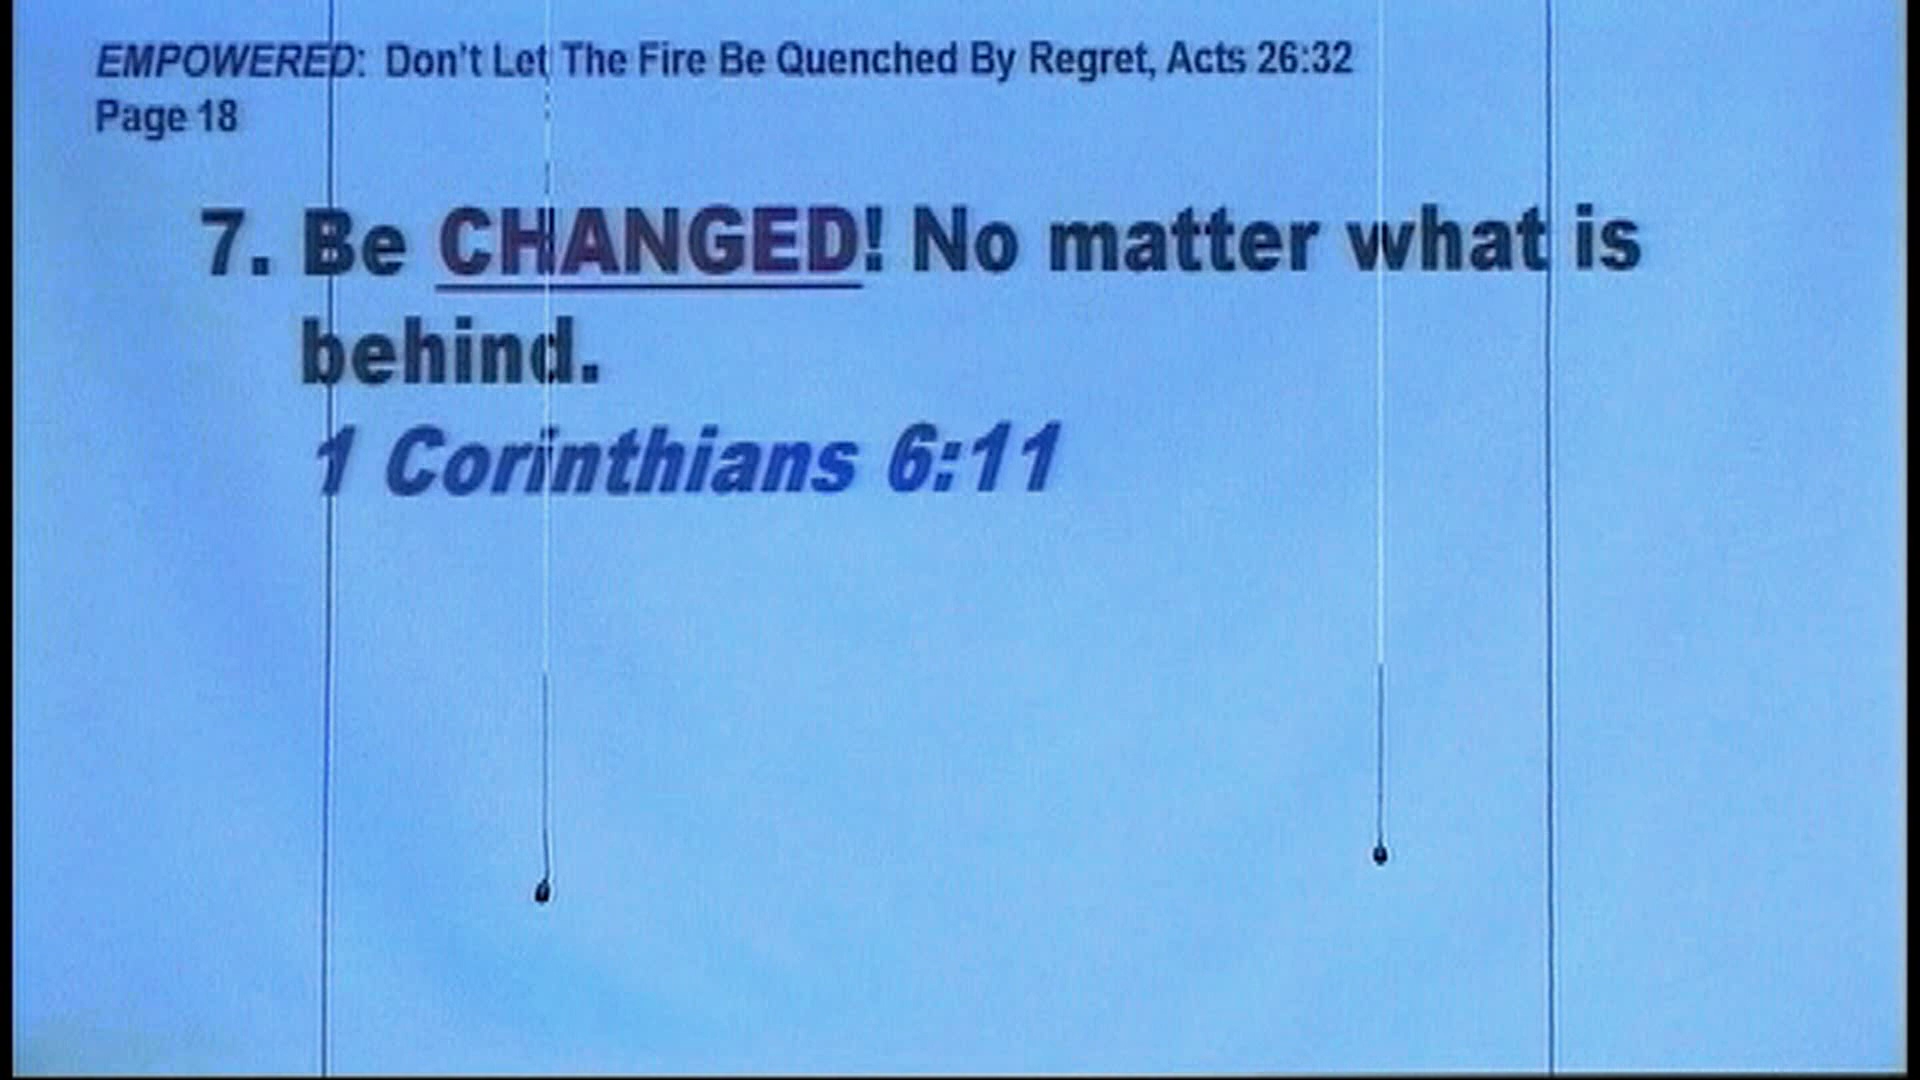 EMPOWERED: Don't Let The Fire Be Quenched By Regret, Acts 26:32
Page 18
7. Be CHANGED! No matter what is
behind.
1 Corinthians 6:11